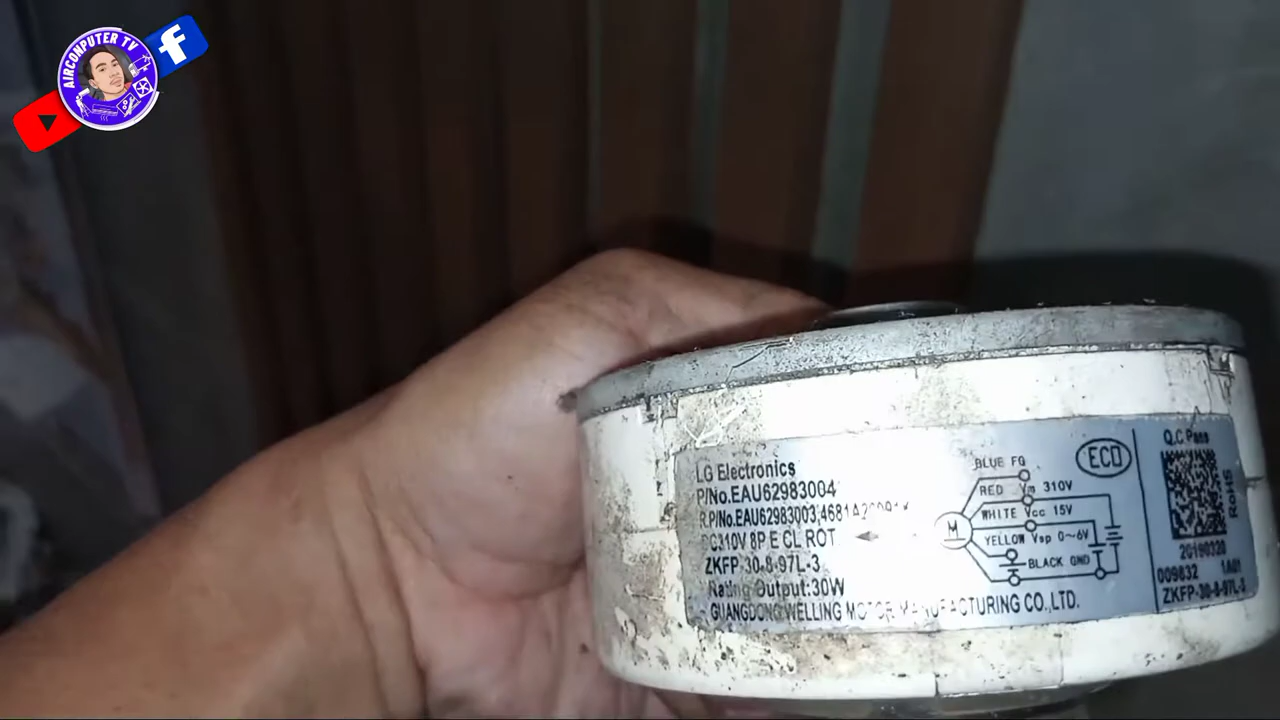 AIRCONPUTER TV
f
LG Electronics
P/No.EAU62983004
R.P/No.EAU62983003,
DC310V 8P E CL ROT
ZKFP-30-8-97L-3
Rating Output:30W
GUANGDONG WELLING MOTOR MANUFACTURING CO.,LTD.
BLUE FG
RED Vm 310V
WHITE Vcc 15V
YELLOW Vsp 0~6V
BLACK GND
M
ECO
Q.C Pass
RoHS
20190320
009832 1A01
ZKFP-30-8-97L-3